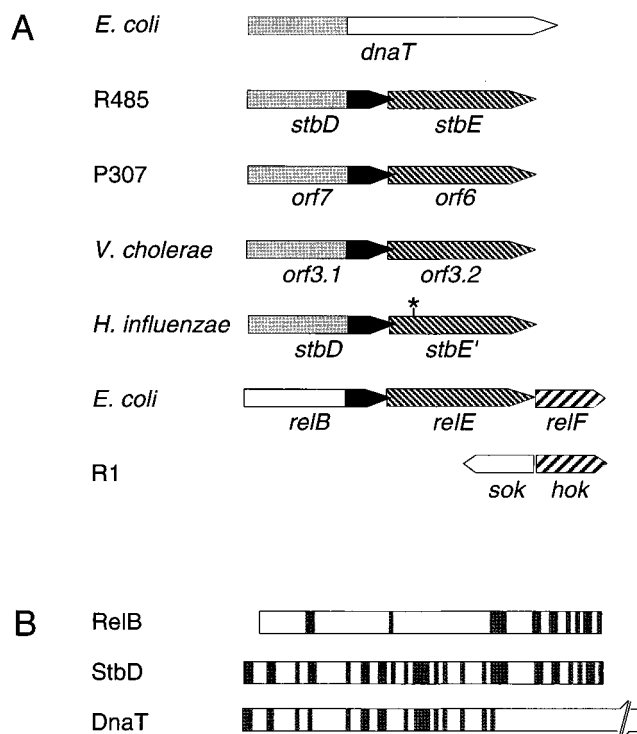 A
E. coli
dnaT
R485
stbD stbE
P307
orf7 orf6
V. cholerae
orf3.1 orf3.2
*
H. influenzae
stbD stbE'
E. coli
relB relE relF
R1
sok hok
B
RelB
StbD
DnaT